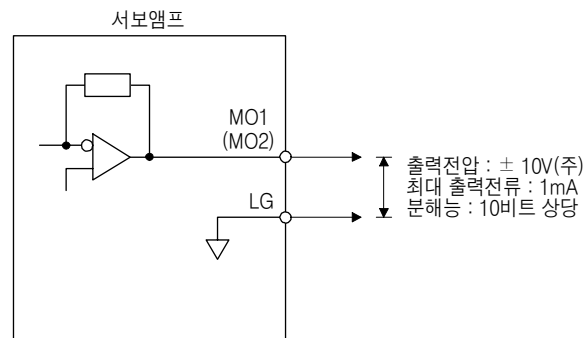 서보앰프
MO1
(MO2)
LG
출력전압 : ± 10V(주)
최대 출력전류 : 1mA
분해능 : 10비트 상당